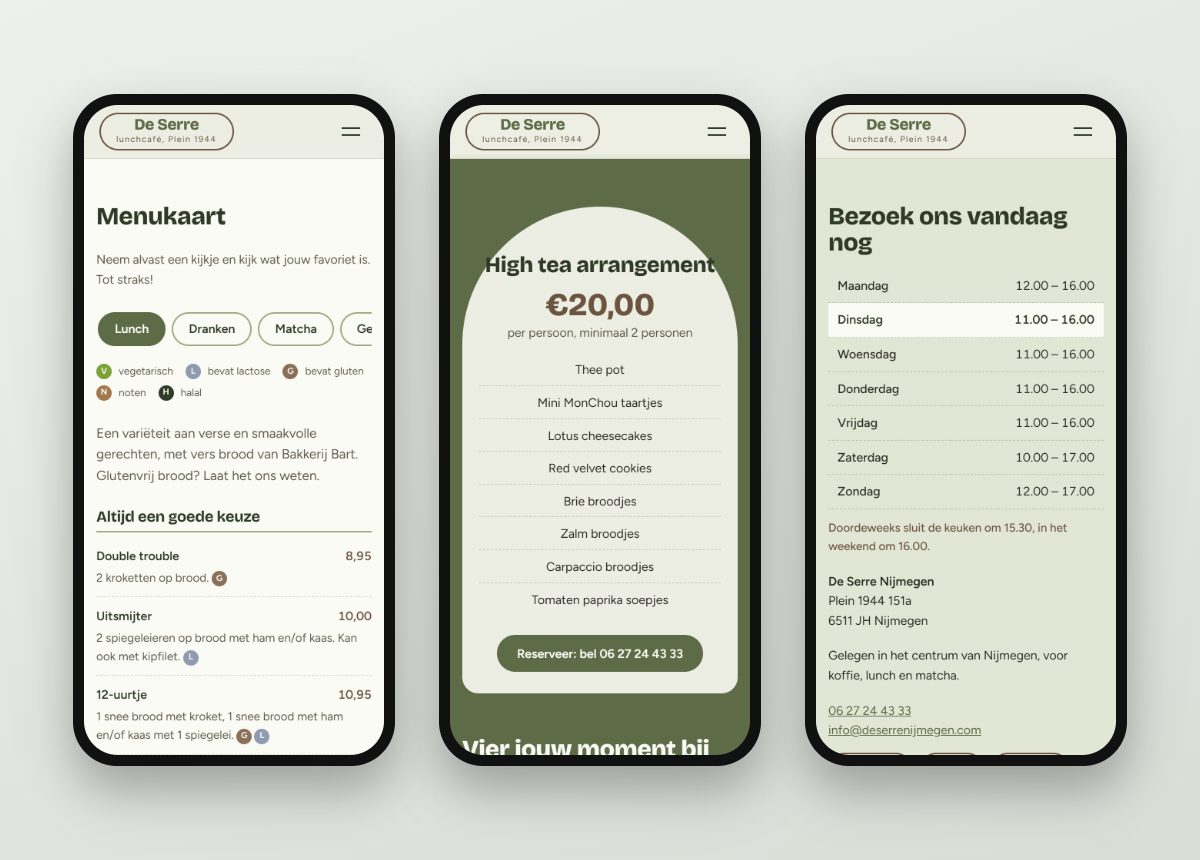 De Serre
lunchcafé, Plein 1944
Menukaart
Neem alvast een kijkje en kijk wat jouw favoriet is.
Tot straks!
Lunch
Dranken
Matcha
Ge
V vegetarisch
L bevat lactose
G bevat gluten
N noten
H halal
Een variëteit aan verse en smaakvolle
gerechten, met vers brood van Bakkerij Bart.
Glutenvrij brood? Laat het ons weten.
Altijd een goede keuze
Double trouble 8,95
2 kroketten op brood. G
Uitsmijter 10,00
2 spiegeleieren op brood met ham en/of kaas. Kan
ook met kipfilet. L
12-uurtje 10,95
1 snee brood met kroket, 1 snee brood met ham
en/of kaas met 1 spiegelei. G L
De Serre
lunchcafé, Plein 1944
High tea arrangement
€20,00
per persoon, minimaal 2 personen
Thee pot
Mini MonChou taartjes
Lotus cheesecakes
Red velvet cookies
Brie broodjes
Zalm broodjes
Carpaccio broodjes
Tomaten paprika soepjes
Reserveer: bel 06 27 24 43 33
Vier jouw moment bij
De Serre
lunchcafé, Plein 1944
Bezoek ons vandaag
nog
Maandag 12.00 – 16.00
Dinsdag 11.00 – 16.00
Woensdag 11.00 – 16.00
Donderdag 11.00 – 16.00
Vrijdag 11.00 – 16.00
Zaterdag 10.00 – 17.00
Zondag 12.00 – 17.00
Doordeweeks sluit de keuken om 15.30, in het
weekend om 16.00.
De Serre Nijmegen
Plein 1944 151a
6511 JH Nijmegen
Gelegen in het centrum van Nijmegen, voor
koffie, lunch en matcha.
06 27 24 43 33
info@deserrenijmegen.com